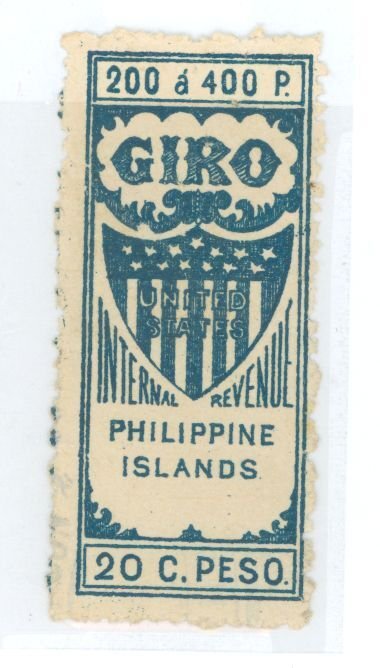 200 á 400 P.
GIRO
UNITED
STATES
INTERNAL REVENUE
PHILIPPINE
ISLANDS
20 C. PESO.